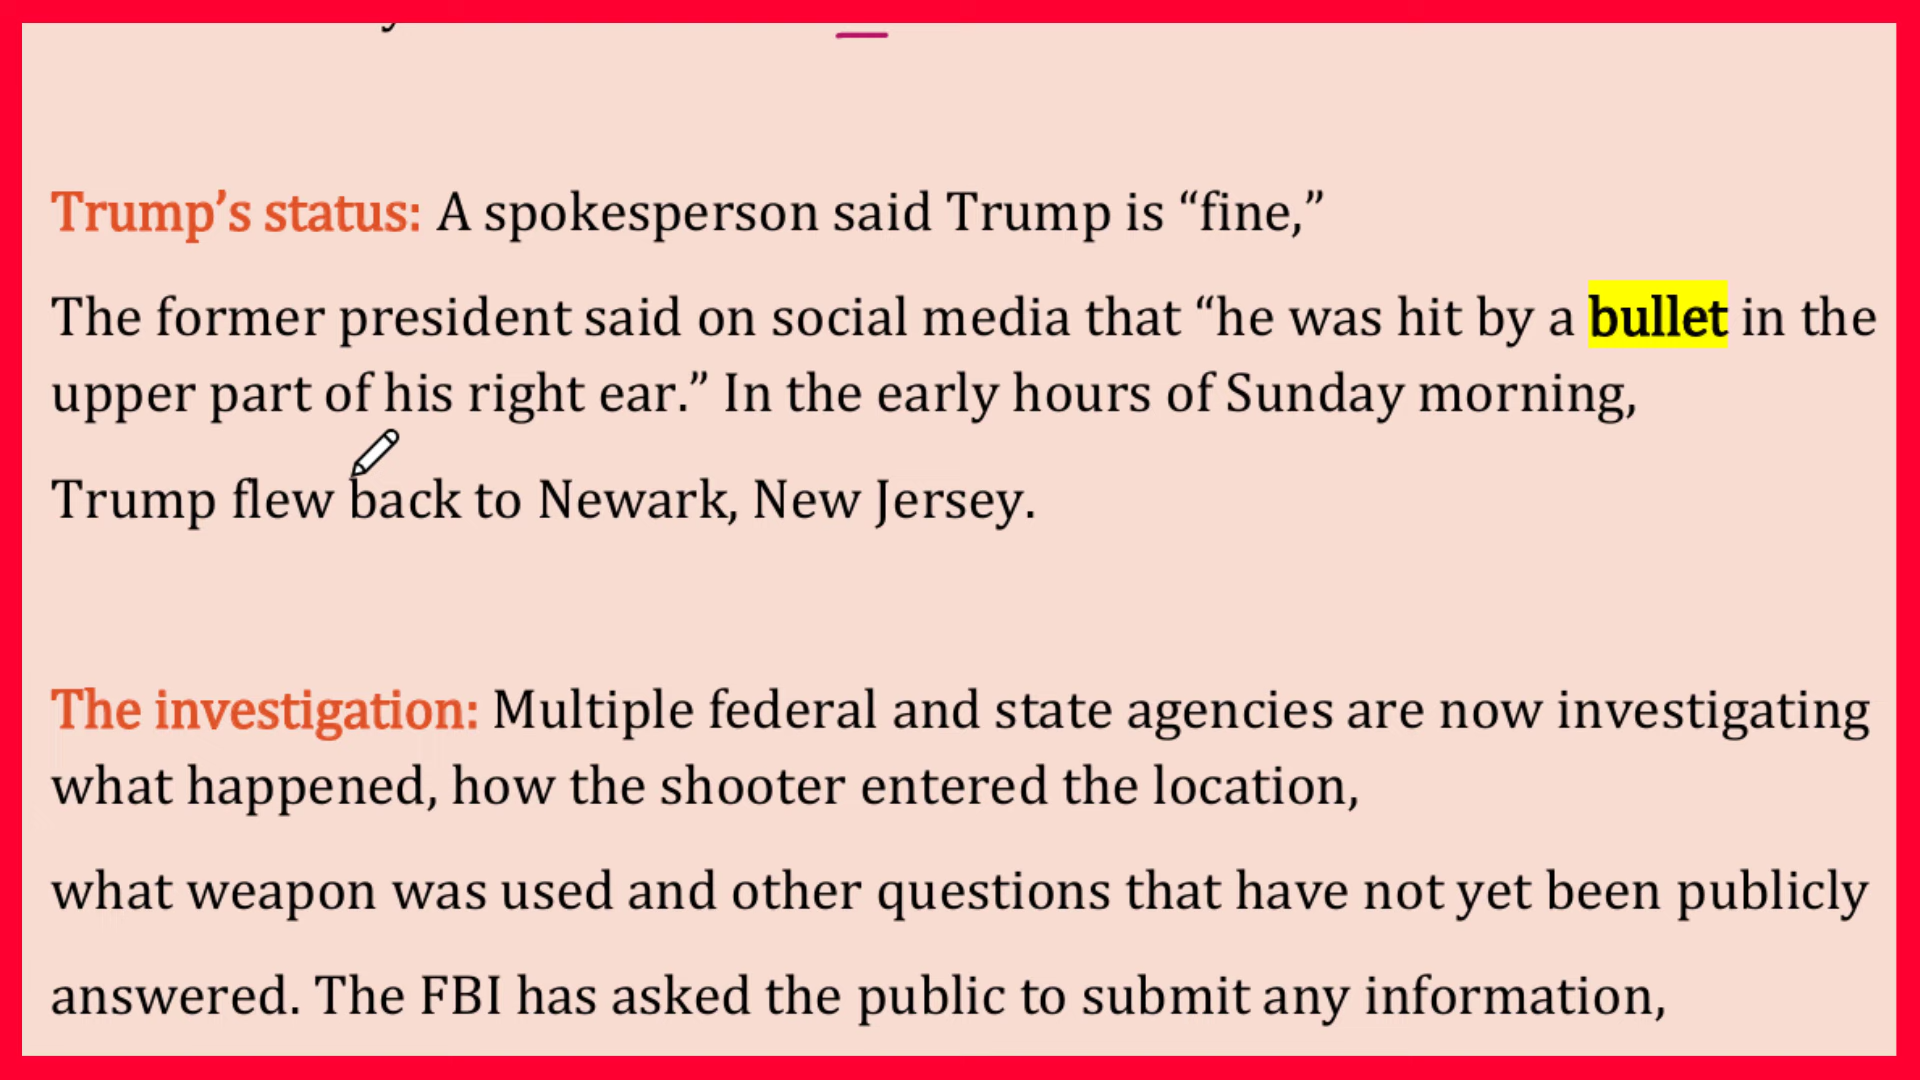 Trump’s status: A spokesperson said Trump is “fine,”
The former president said on social media that “he was hit by a bullet in the
upper part of his right ear.” In the early hours of Sunday morning,
Trump flew back to Newark, New Jersey.
The investigation: Multiple federal and state agencies are now investigating
what happened, how the shooter entered the location,
what weapon was used and other questions that have not yet been publicly
answered. The FBI has asked the public to submit any information,